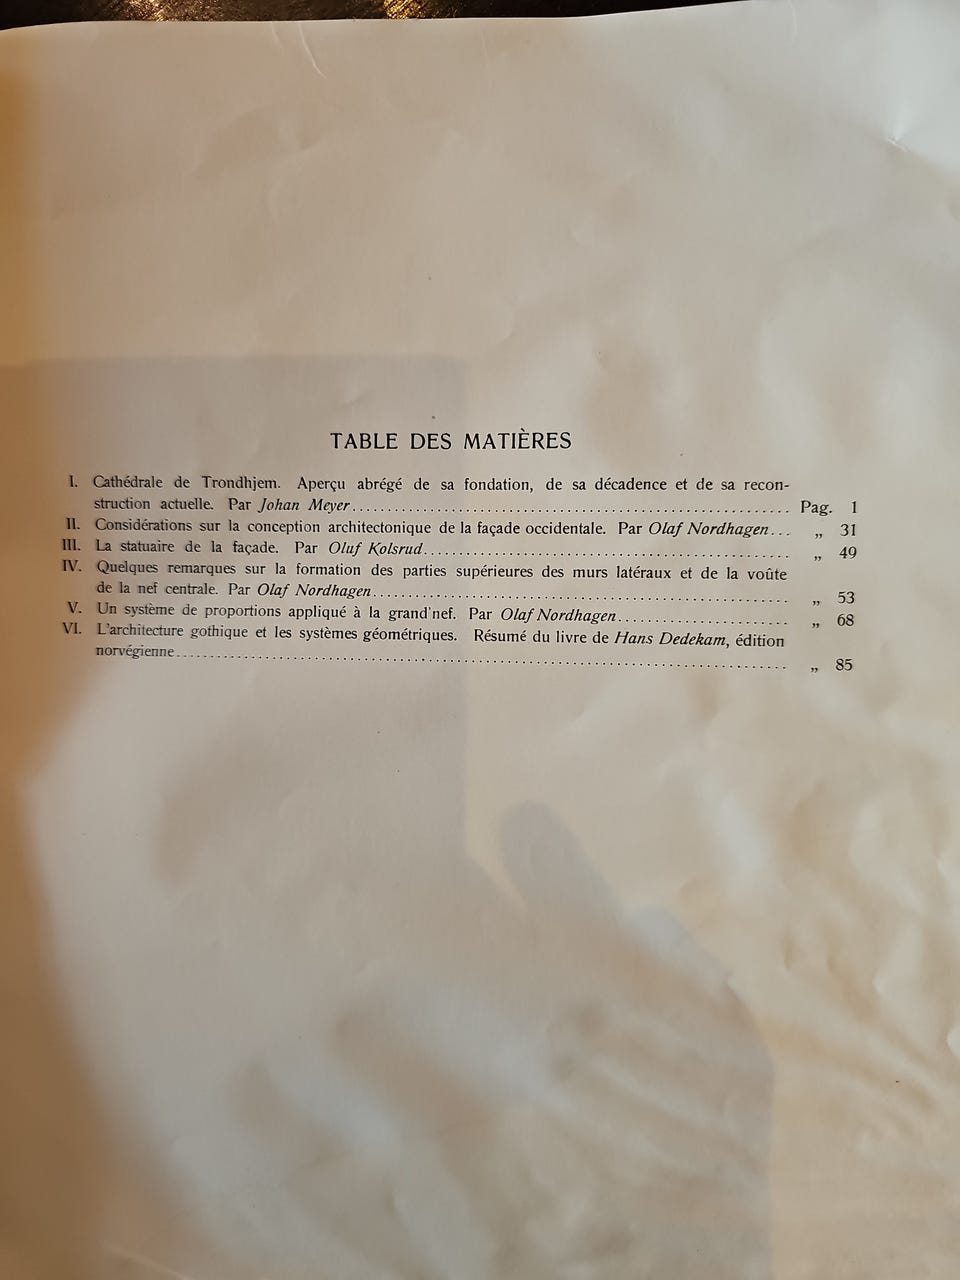 TABLE DES MATIÈRES
I. Cathédrale de Trondhjem. Aperçu abrégé de sa fondation, de sa décadence et de sa recon-
struction actuelle. Par Johan Meyer........................................ Pag. 1
II. Considérations sur la conception architectonique de la façade occidentale. Par Olaf Nordhagen... „ 31
III. La statuaire de la façade. Par Oluf Kolsrud........................................ „ 49
IV. Quelques remarques sur la formation des parties supérieures des murs latéraux et de la voûte
de la nef centrale. Par Olaf Nordhagen........................................ „ 53
V. Un système de proportions appliqué à la grand'nef. Par Olaf Nordhagen.................... „ 68
VI. L'architecture gothique et les systèmes géométriques. Résumé du livre de Hans Dedekam, édition
norvégienne........................................ „ 85